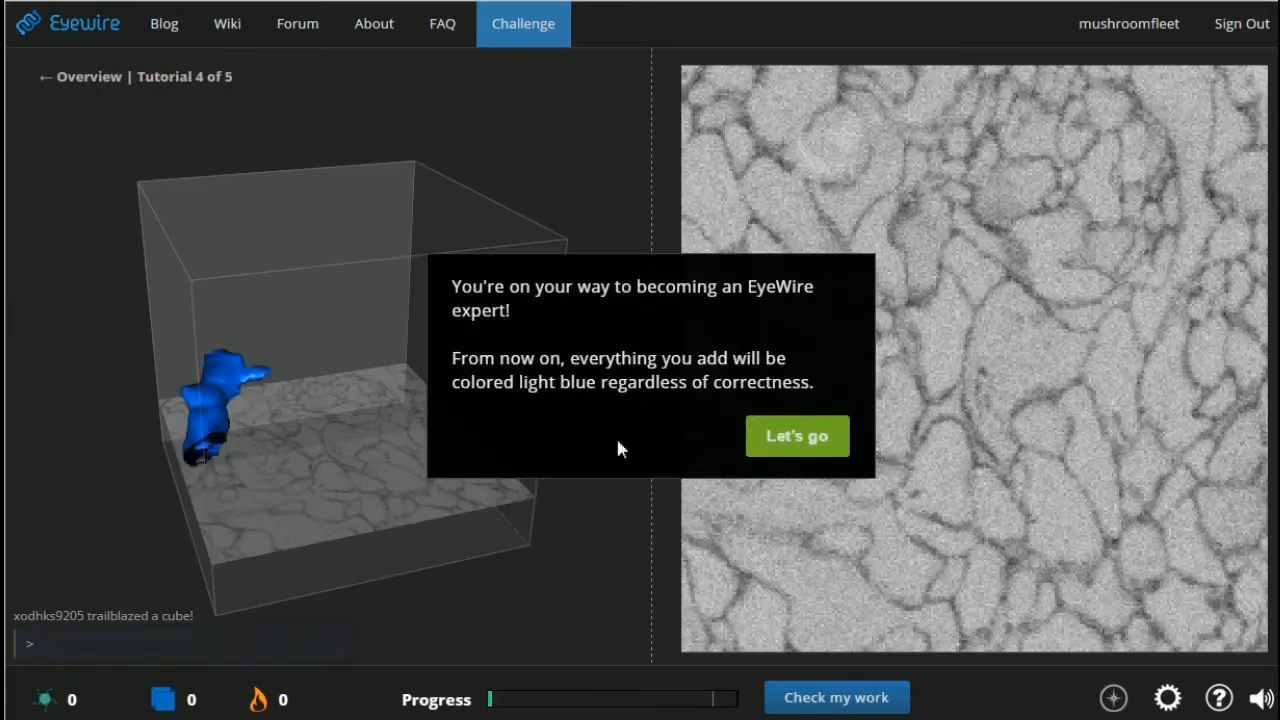 Eyewire Blog Wiki Forum About FAQ Challenge mushroomfleet Sign Out
← Overview | Tutorial 4 of 5
You're on your way to becoming an EyeWire
expert!
From now on, everything you add will be
colored light blue regardless of correctness.
Let's go
xodhks9205 trailblazed a cube!
>
0 0 0 Progress Check my work